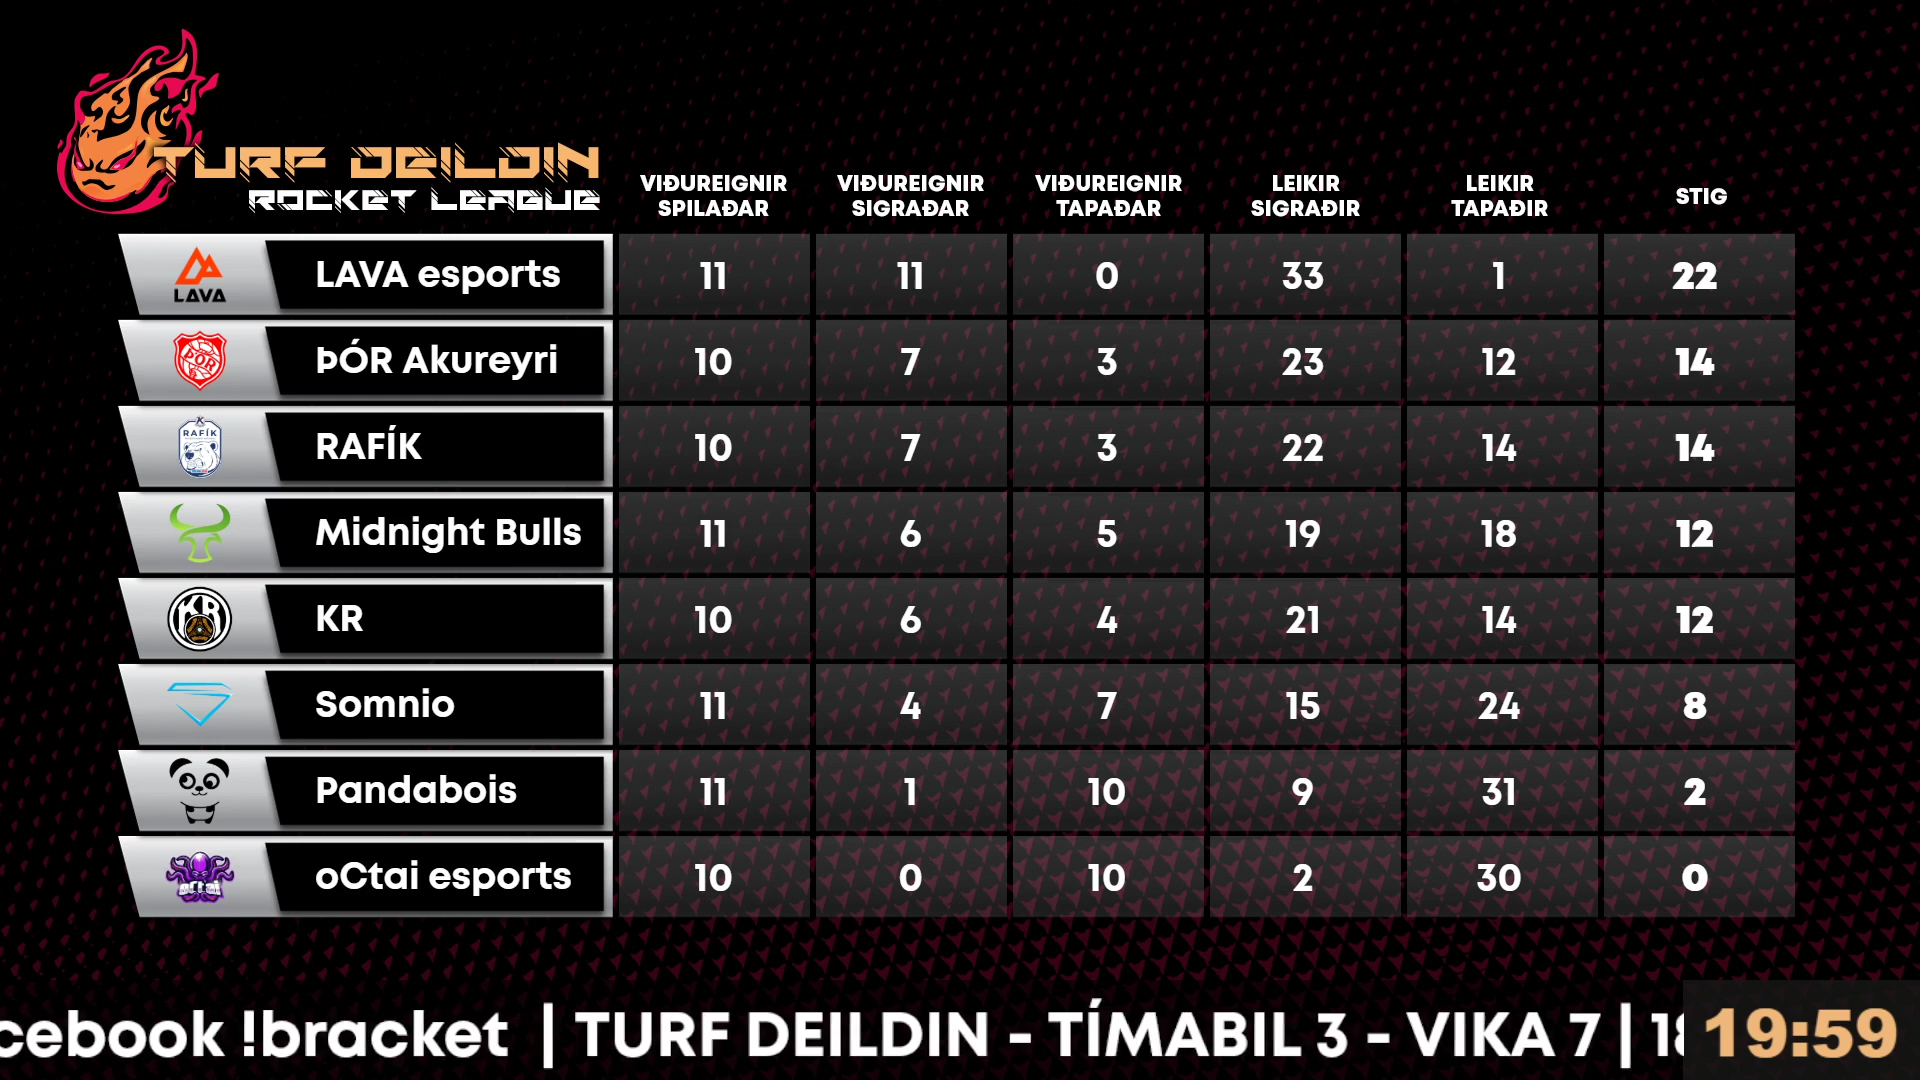 TURF DEILDIN
ROCKET LEAGUE
VIÐUREIGNIR SPILAÐAR
VIÐUREIGNIR SIGRAÐAR
VIÐUREIGNIR TAPAÐAR
LEIKIR SIGRAÐIR
LEIKIR TAPAÐIR
STIG
LAVA LAVA esports 11 11 0 33 1 22
ÞÓR ÞÓR Akureyri 10 7 3 23 12 14
RAFÍK RAFÍK 10 7 3 22 14 14
Midnight Bulls 11 6 5 19 18 12
KR KR 10 6 4 21 14 12
Somnio 11 4 7 15 24 8
Pandabois 11 1 10 9 31 2
oCtai esports 10 0 10 2 30 0
cebook !bracket | TURF DEILDIN - TÍMABIL 3 - VIKA 7 | 18 19:59